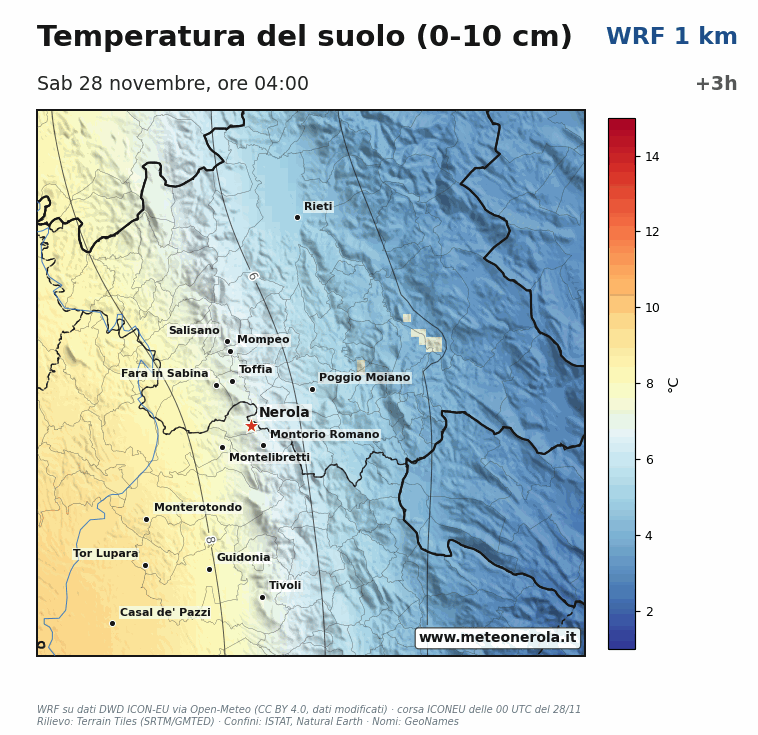 Temperatura del suolo (0-10 cm)
WRF 1 km
Sab 28 novembre, ore 04:00
+3h
Rieti
6
Salisano
Mompeo
Toffia
Fara in Sabina
Poggio Moiano
Nerola
Montorio Romano
Montelibretti
Monterotondo
8
Tor Lupara
Guidonia
Tivoli
Casal de' Pazzi
www.meteonerola.it
14
12
10
8
6
4
2
°C
WRF su dati DWD ICON-EU via Open-Meteo (CC BY 4.0, dati modificati) · corsa ICONEU delle 00 UTC del 28/11
Rilievo: Terrain Tiles (SRTM/GMTED) · Confini: ISTAT, Natural Earth · Nomi: GeoNames